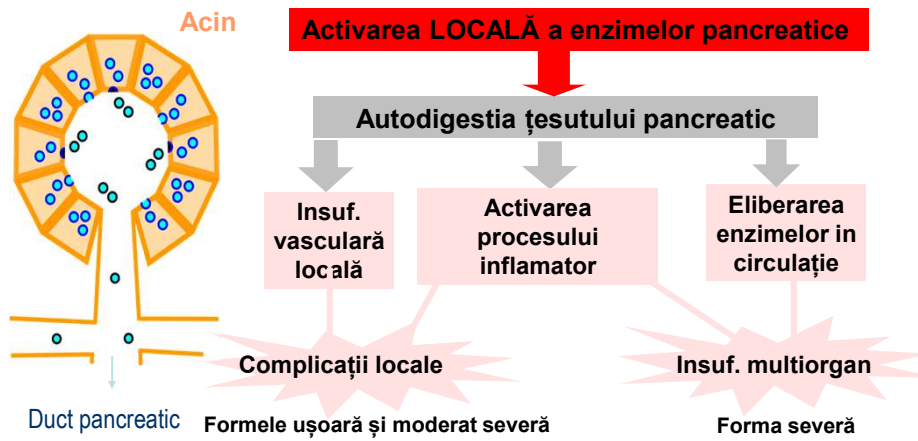 Acin
Activarea LOCALĂ a enzimelor pancreatice
Autodigestia țesutului pancreatic
Insuf.
vasculară
locală
Activarea
procesului
inflamator
Eliberarea
enzimelor in
circulație
Complicații locale
Insuf. multiorgan
Duct pancreatic
Formele ușoară și moderat severă
Forma severă